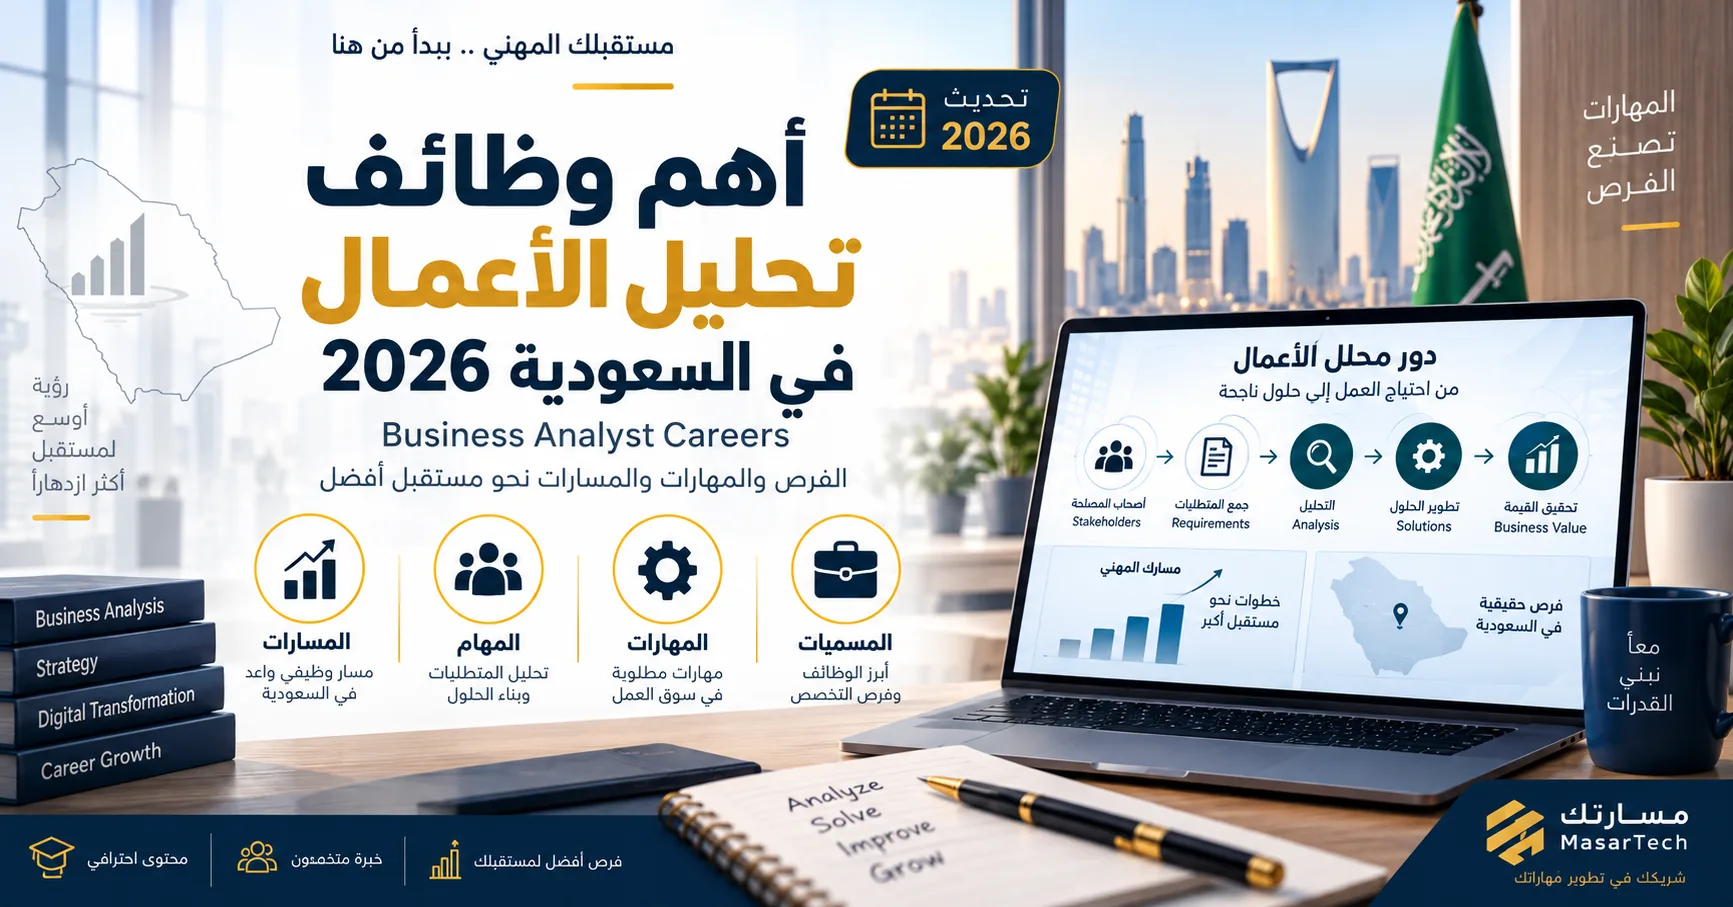 مستقبلك المهني .. يبدأ من هنا
تحديث
2026
أهم وظائف
تحليل الأعمال
في السعودية 2026
Business Analyst Careers
الفرص والمهارات والمسارات نحو مستقبل أفضل
المسميات
أبرز الوظائف
وفرص التخصص
المهارات
مهارات مطلوبة
في سوق العمل
المهام
تحليل المتطلبات
وبناء الحلول
المسارات
مسار وظيفي واعد
في السعودية
المهارات
تصنع
الفرص
رؤية
أوسع
لمستقبل
أكثر ازدهاراً
دور محلل الأعمال
من احتياج العمل إلى حلول ناجحة
أصحاب المصلحة
Stakeholders
جمع المتطلبات
Requirements
التحليل
Analysis
تطوير الحلول
Solutions
تحقيق القيمة
Business Value
مسارك المهني
خطوات نحو
مستقبل أكبر
فرص حقيقية
في السعودية
معاً
نبني
القدرات
Business Analysis
Strategy
Digital Transformation
Career Growth
Analyze
Solve
Improve
Grow
محتوى احترافي
خبرة
فرص أفضل لمستقبلك
مسارتك
MasarTech
شريكك في تطوير مهاراتك